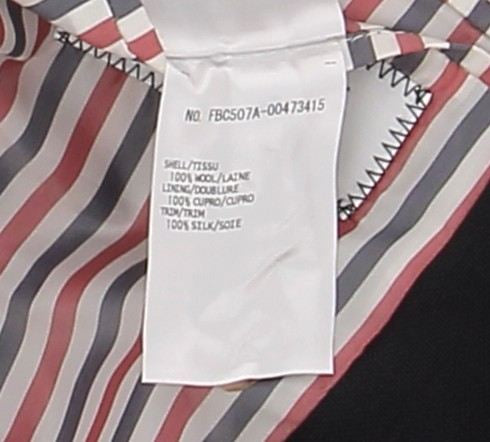 NO. FBC507A-00473415
SHELL/TISSU
100% WOOL/LAINE
LINING/DOUBLURE
100% CUPRO/CUPRO
TRIM/TRIM
100% SILK/SOIE